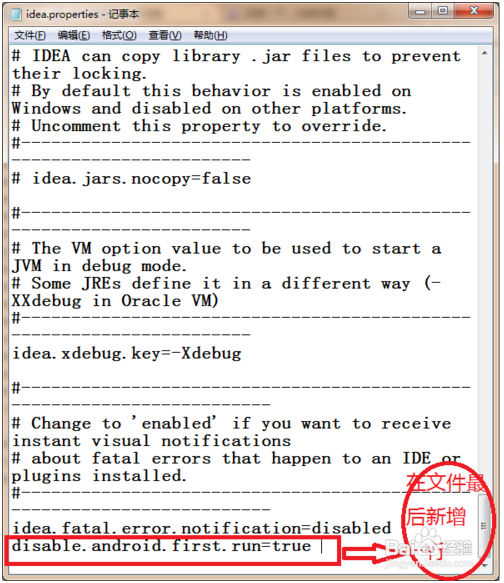 idea.properties - 记事本
文件(F) 编辑(E) 格式(O) 查看(V) 帮助(H)
# IDEA can copy library .jar files to prevent
their locking.
# By default this behavior is enabled on
Windows and disabled on other platforms.
# Uncomment this property to override.
#-----------------------------------------------
-------------------------
# idea.jars.nocopy=false
#-----------------------------------------------
-------------------------
# The VM option value to be used to start a
JVM in debug mode.
# Some JREs define it in a different way (-
XXdebug in Oracle VM)
#-----------------------------------------------
-------------------------
idea.xdebug.key=-Xdebug
#-----------------------------------------------
---------------------------
# Change to 'enabled' if you want to receive
instant visual notifications
# about fatal errors that happen to an IDE or
plugins installed.
#-----------------------------------------------
---------------------------
idea.fatal.error.notification=disabled
disable.android.first.run=true
在文件最
后新增
行
Bai 经验